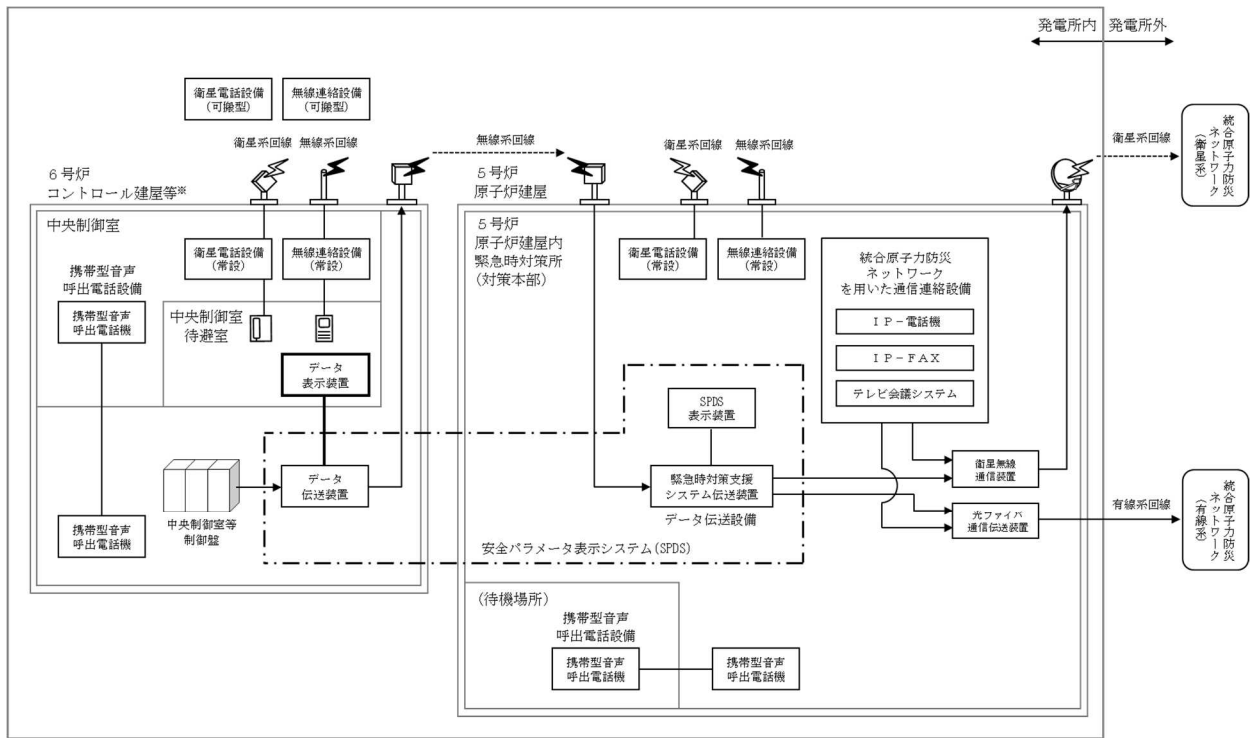 発電所内
発電所外
衛星電話設備
(可搬型)
無線連絡設備
(可搬型)
衛星系回線
無線系回線
無線系回線
衛星系回線
無線系回線
衛星系回線
統合原子力防災
ネットワーク
(衛星系)
6号炉
コントロール建屋等※
5号炉
原子炉建屋
中央制御室
衛星電話設備
(常設)
無線連絡設備
(常設)
携帯型音声
呼出電話設備
携帯型音声
呼出電話機
中央制御室
待避室
データ
表示装置
中央制御室等
制御盤
データ
伝送装置
携帯型音声
呼出電話機
5号炉
原子炉建屋内
緊急時対策所
(対策本部)
衛星電話設備
(常設)
無線連絡設備
(常設)
統合原子力防災
ネットワーク
を用いた通信連絡設備
IP-電話機
IP-FAX
テレビ会議システム
SPDS
表示装置
緊急時対策支援
システム伝送装置
データ伝送設備
安全パラメータ表示システム(SPDS)
衛星無線
通信装置
光ファイバ
通信伝送装置
有線系回線
統合原子力防災
ネットワーク
(有線系)
(待機場所)
携帯型音声
呼出電話設備
携帯型音声
呼出電話機
携帯型音声
呼出電話機